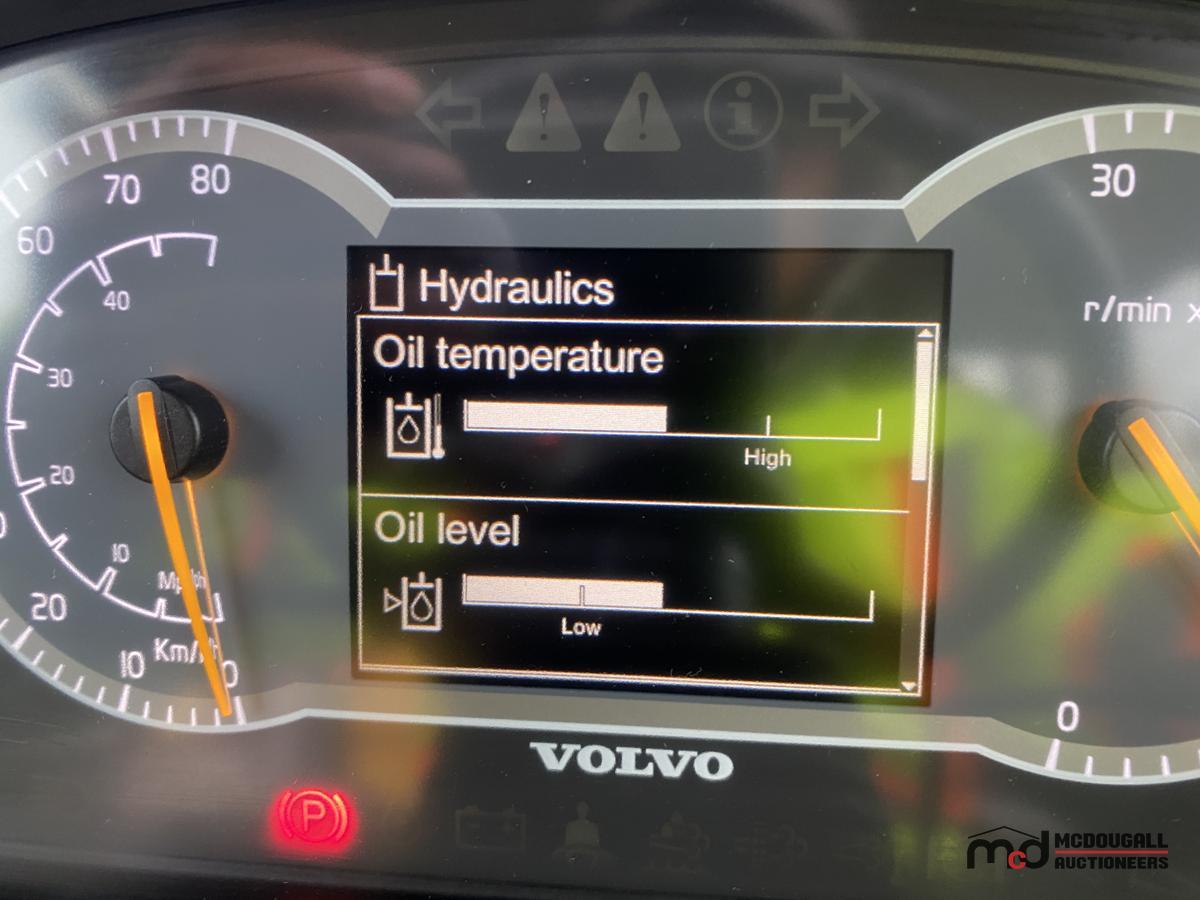 70 80
60
40
30
20
10
Km/h
20
10
0
Hydraulics
Oil temperature
High
Oil level
Low
30
r/min x
0
VOLVO
P
mcd MCDOUGALL
AUCTIONEERS